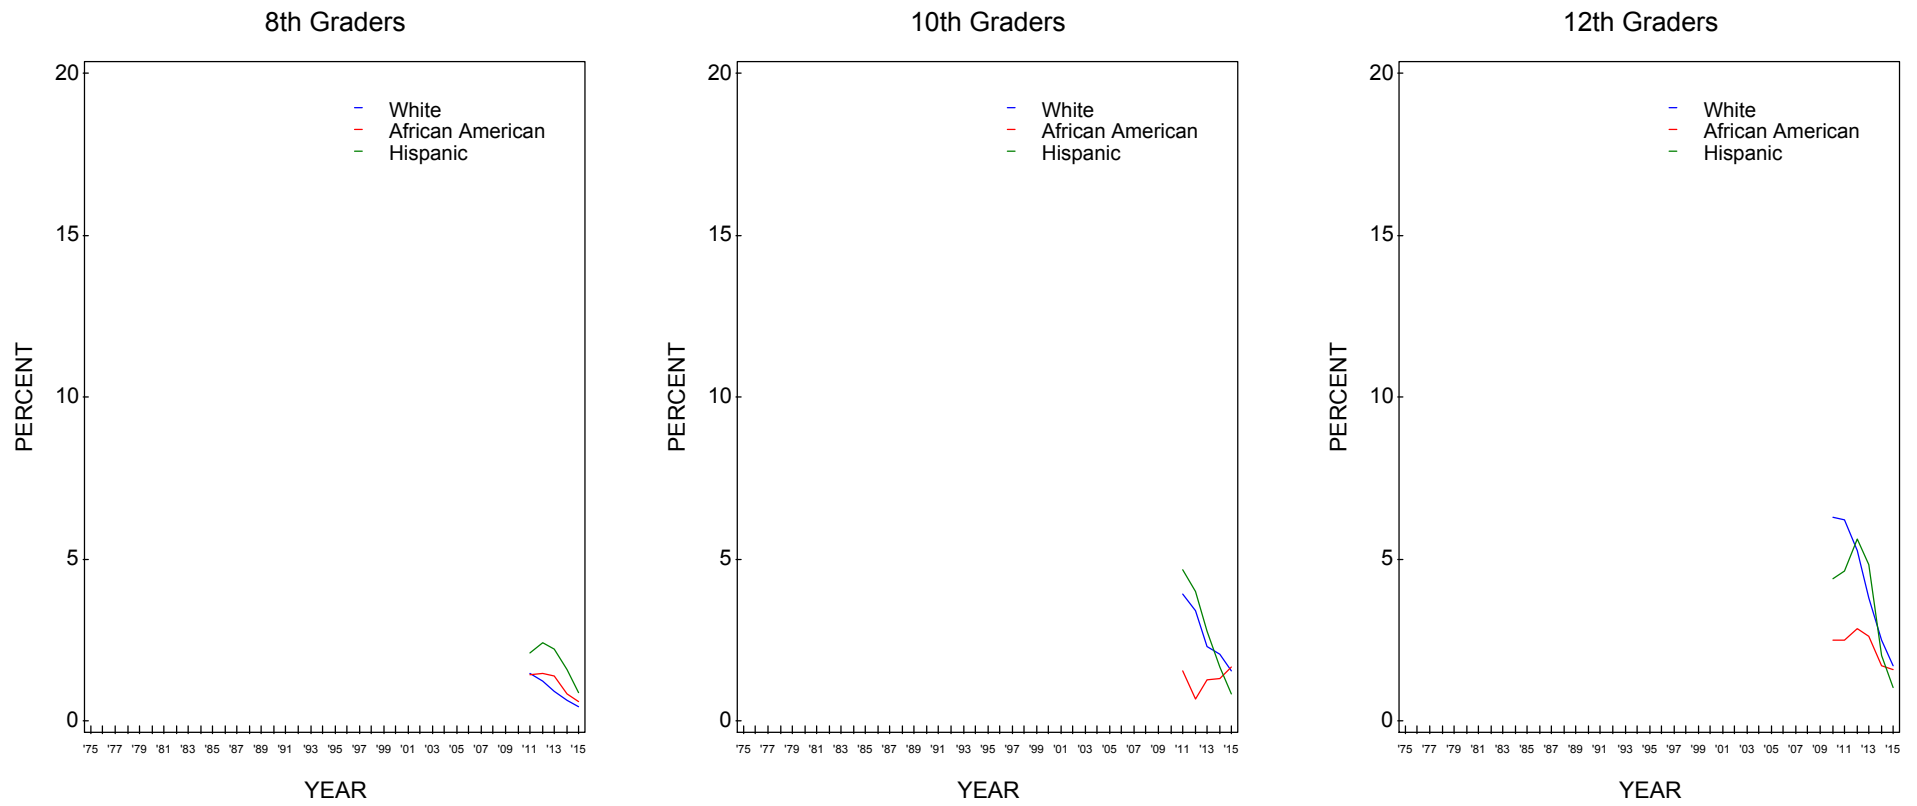 8th Graders
20
15
10
5
0
PERCENT
White
African American
Hispanic
'75 '77 '79 '81 '83 '85 '87 '89 '91 '93 '95 '97 '99 '01 '03 '05 '07 '09 '11 '13 '15
YEAR
10th Graders
20
15
10
5
0
PERCENT
White
African American
Hispanic
'75 '77 '79 '81 '83 '85 '87 '89 '91 '93 '95 '97 '99 '01 '03 '05 '07 '09 '11 '13 '15
YEAR
12th Graders
20
15
10
5
0
PERCENT
White
African American
Hispanic
'75 '77 '79 '81 '83 '85 '87 '89 '91 '93 '95 '97 '99 '01 '03 '05 '07 '09 '11 '13 '15
YEAR